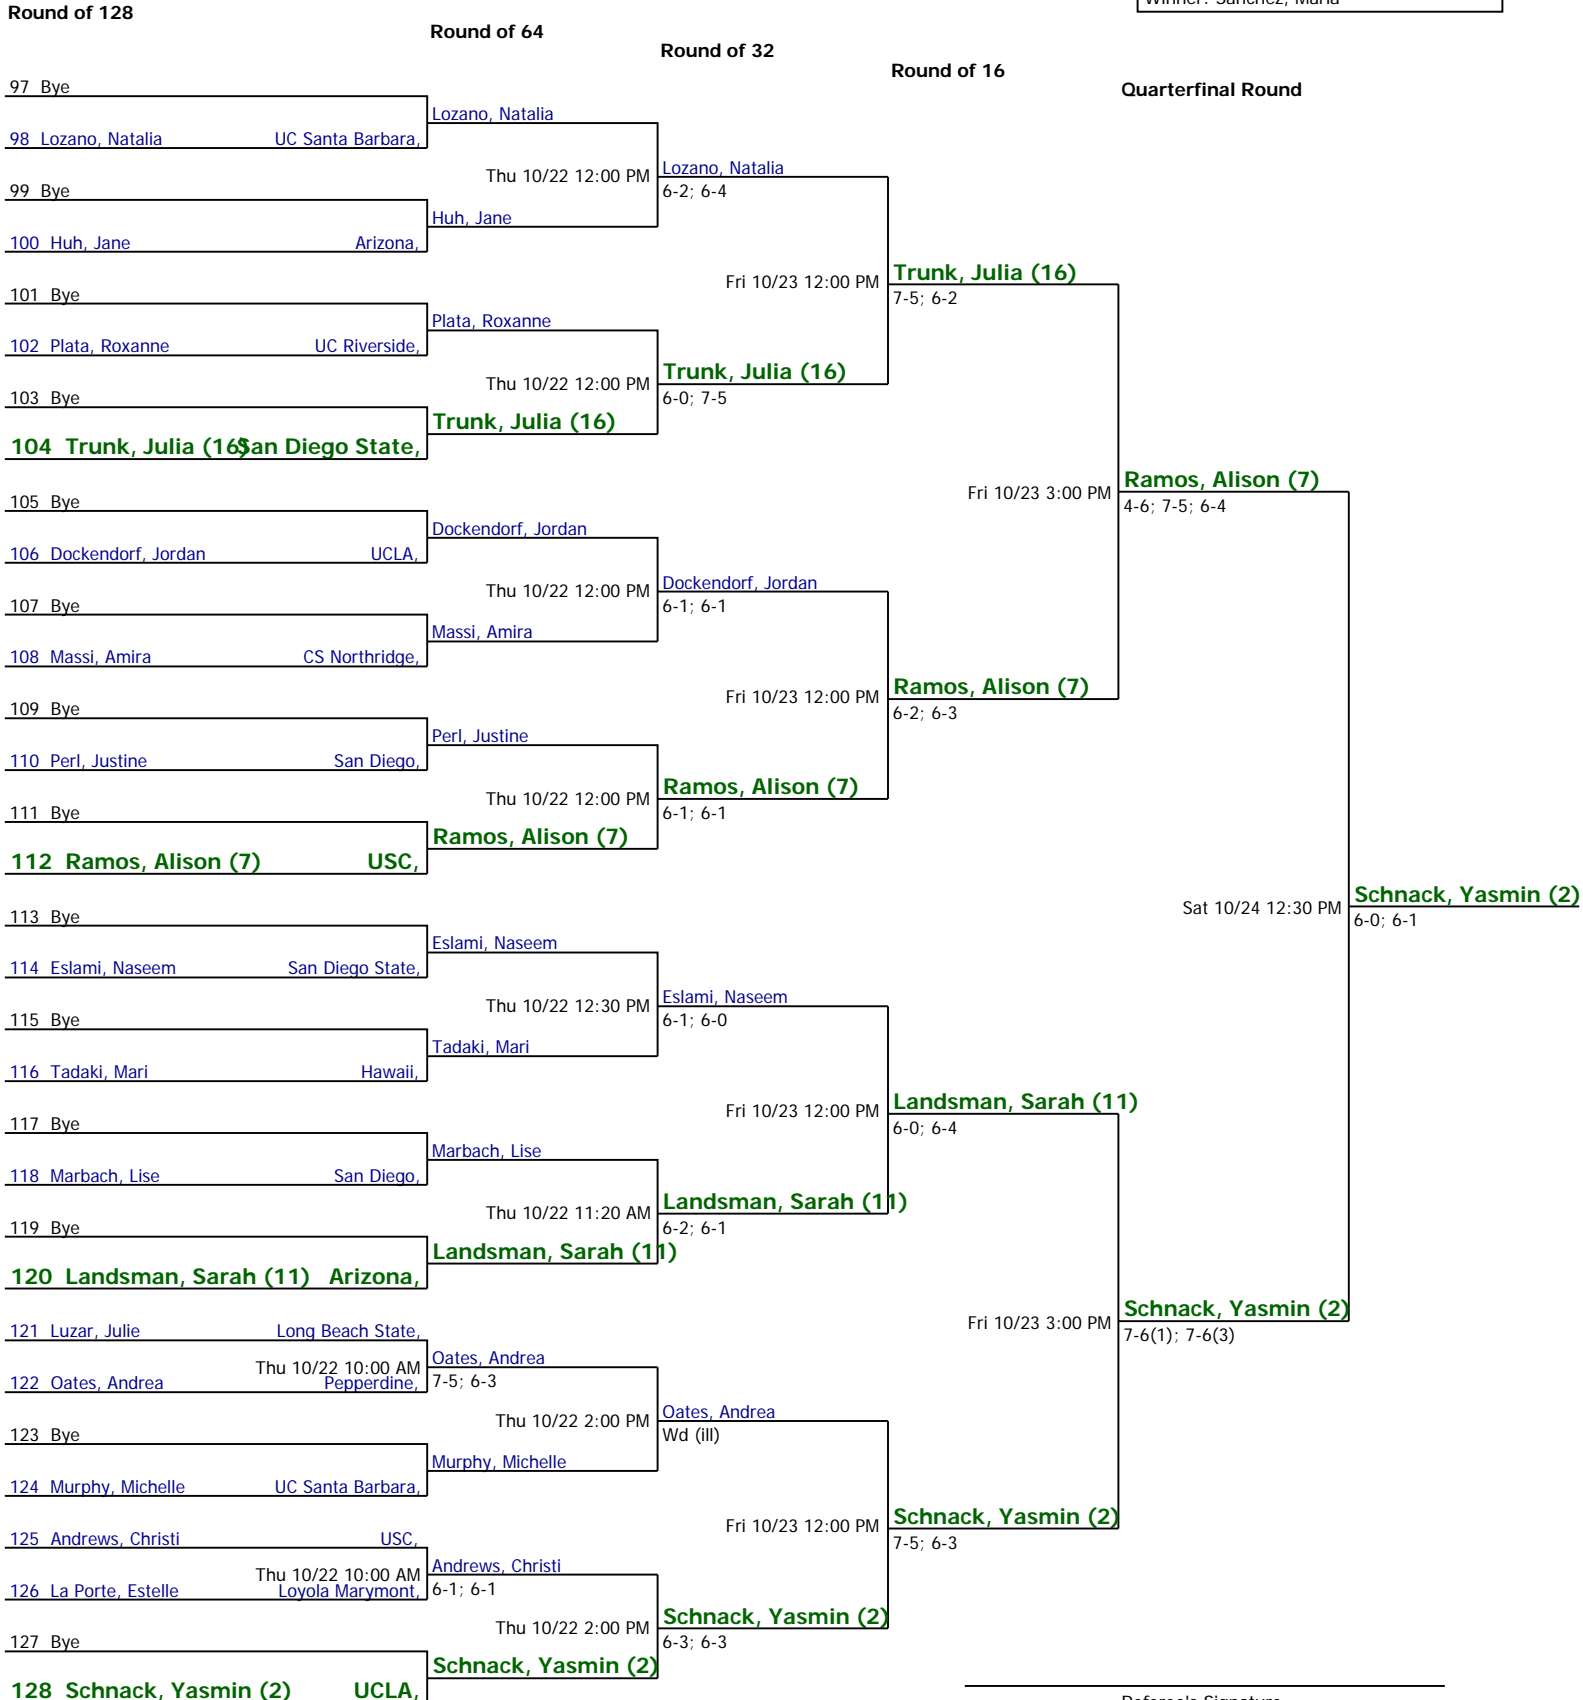 Winner: Sanchez, Maria
Round of 128
Round of 64
Round of 32
Round of 16
Quarterfinal Round
97 Bye
Lozano, Natalia
98 Lozano, Natalia UC Santa Barbara,
Thu 10/22 12:00 PM Lozano, Natalia
6-2; 6-4
99 Bye
Huh, Jane
100 Huh, Jane Arizona,
Fri 10/23 12:00 PM Trunk, Julia (16)
7-5; 6-2
101 Bye
Plata, Roxanne
102 Plata, Roxanne UC Riverside,
Thu 10/22 12:00 PM Trunk, Julia (16)
6-0; 7-5
103 Bye
Trunk, Julia (16)
104 Trunk, Julia (16) San Diego State,
Fri 10/23 3:00 PM Ramos, Alison (7)
4-6; 7-5; 6-4
105 Bye
Dockendorf, Jordan
106 Dockendorf, Jordan UCLA,
Thu 10/22 12:00 PM Dockendorf, Jordan
6-1; 6-1
107 Bye
Massi, Amira
108 Massi, Amira CS Northridge,
Fri 10/23 12:00 PM Ramos, Alison (7)
6-2; 6-3
109 Bye
Perl, Justine
110 Perl, Justine San Diego,
Thu 10/22 12:00 PM Ramos, Alison (7)
6-1; 6-1
111 Bye
Ramos, Alison (7)
112 Ramos, Alison (7) USC,
Sat 10/24 12:30 PM Schnack, Yasmin (2)
6-0; 6-1
113 Bye
Eslami, Naseem
114 Eslami, Naseem San Diego State,
Thu 10/22 12:30 PM Eslami, Naseem
6-1; 6-0
115 Bye
Tadaki, Mari
116 Tadaki, Mari Hawaii,
Fri 10/23 12:00 PM Landsman, Sarah (11)
6-0; 6-4
117 Bye
Marbach, Lise
118 Marbach, Lise San Diego,
Thu 10/22 11:20 AM Landsman, Sarah (11)
6-2; 6-1
119 Bye
Landsman, Sarah (11)
120 Landsman, Sarah (11) Arizona,
Fri 10/23 3:00 PM Schnack, Yasmin (2)
7-6(1); 7-6(3)
121 Luzar, Julie Long Beach State,
Thu 10/22 10:00 AM Oates, Andrea
122 Oates, Andrea Pepperdine, 7-5; 6-3
Thu 10/22 2:00 PM Oates, Andrea
Wd (ill)
123 Bye
Murphy, Michelle
124 Murphy, Michelle UC Santa Barbara,
Fri 10/23 12:00 PM Schnack, Yasmin (2)
7-5; 6-3
125 Andrews, Christi USC,
Thu 10/22 10:00 AM Andrews, Christi
126 La Porte, Estelle Loyola Marymont, 6-1; 6-1
Thu 10/22 2:00 PM Schnack, Yasmin (2)
6-3; 6-3
127 Bye
Schnack, Yasmin (2)
128 Schnack, Yasmin (2) UCLA,
Referee's Signature